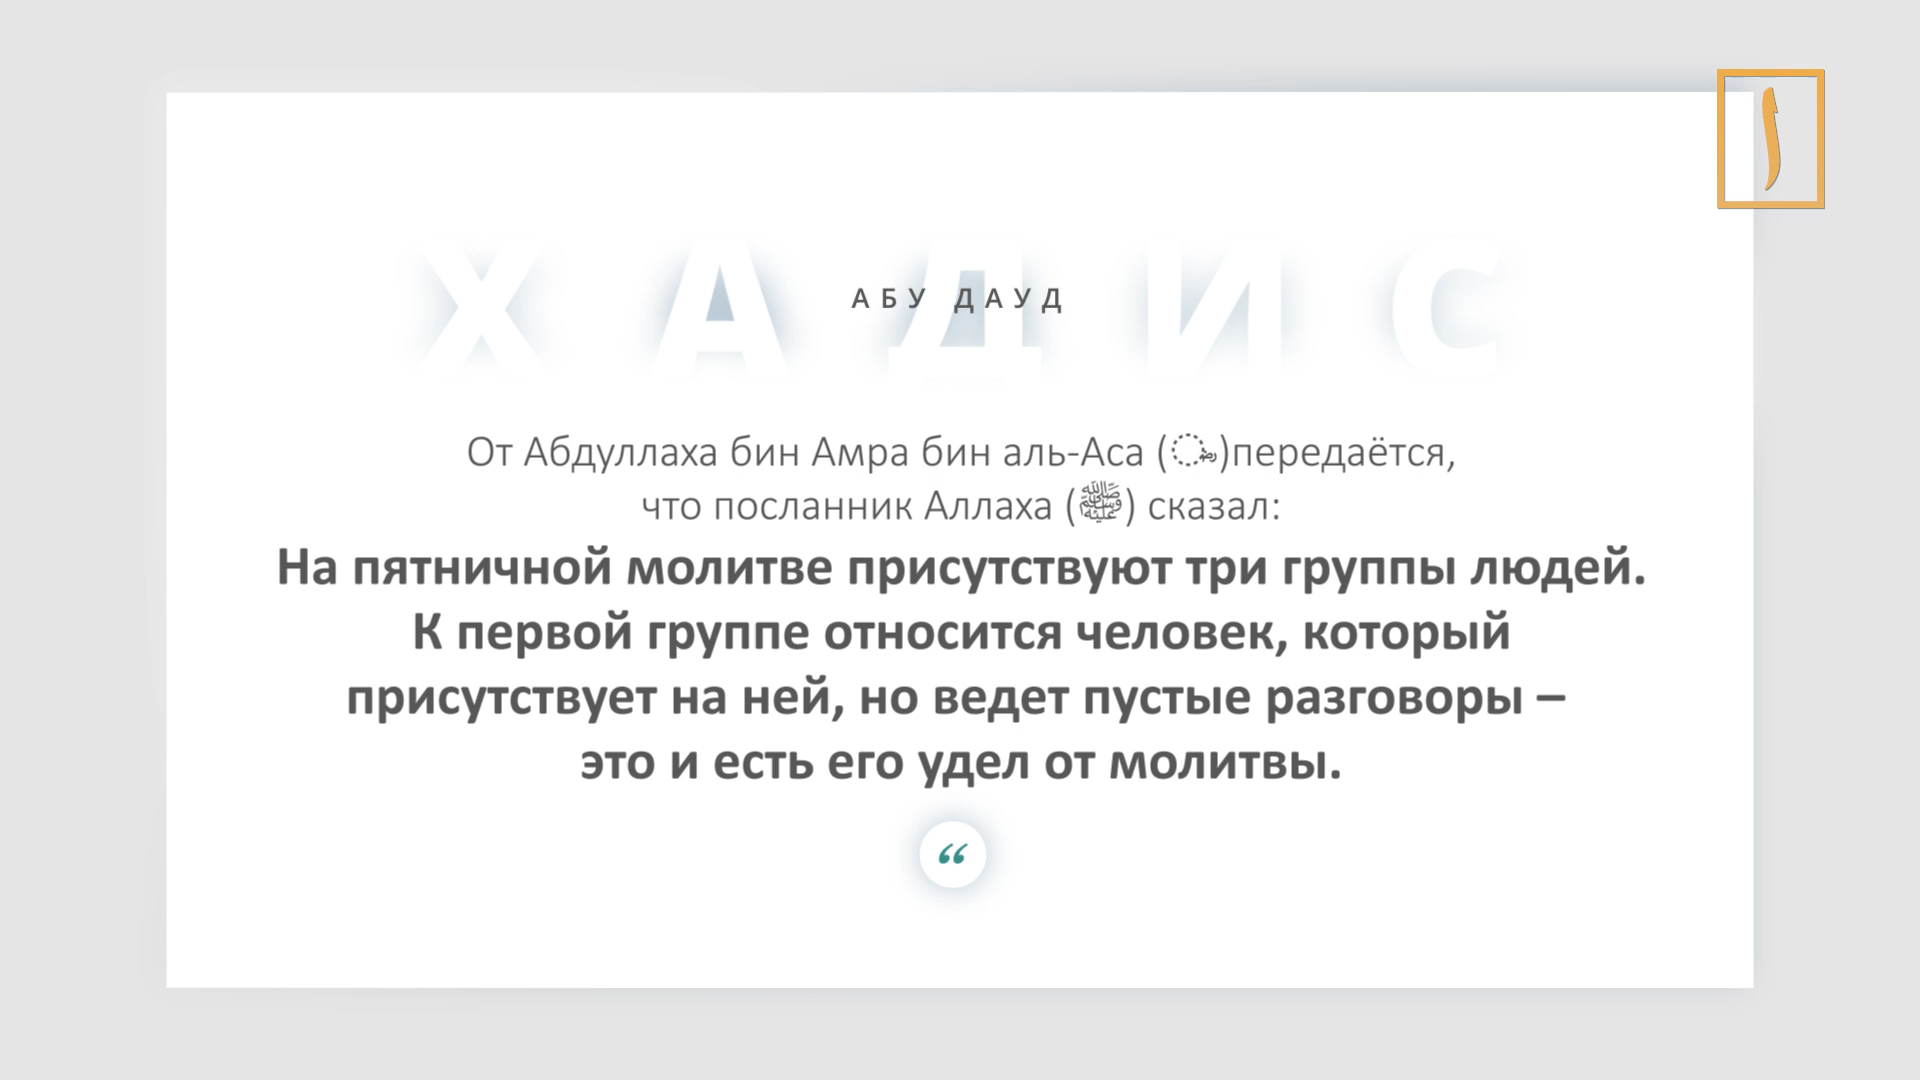 ا
ХАДИС
АБУ ДАУД
От Абдуллаха бин Амра бин аль-Аса (◌ؓ)передаётся,
что посланник Аллаха (ﷺ) сказал:
На пятничной молитве присутствуют три группы людей.
К первой группе относится человек, который
присутствует на ней, но ведет пустые разговоры –
это и есть его удел от молитвы.
“